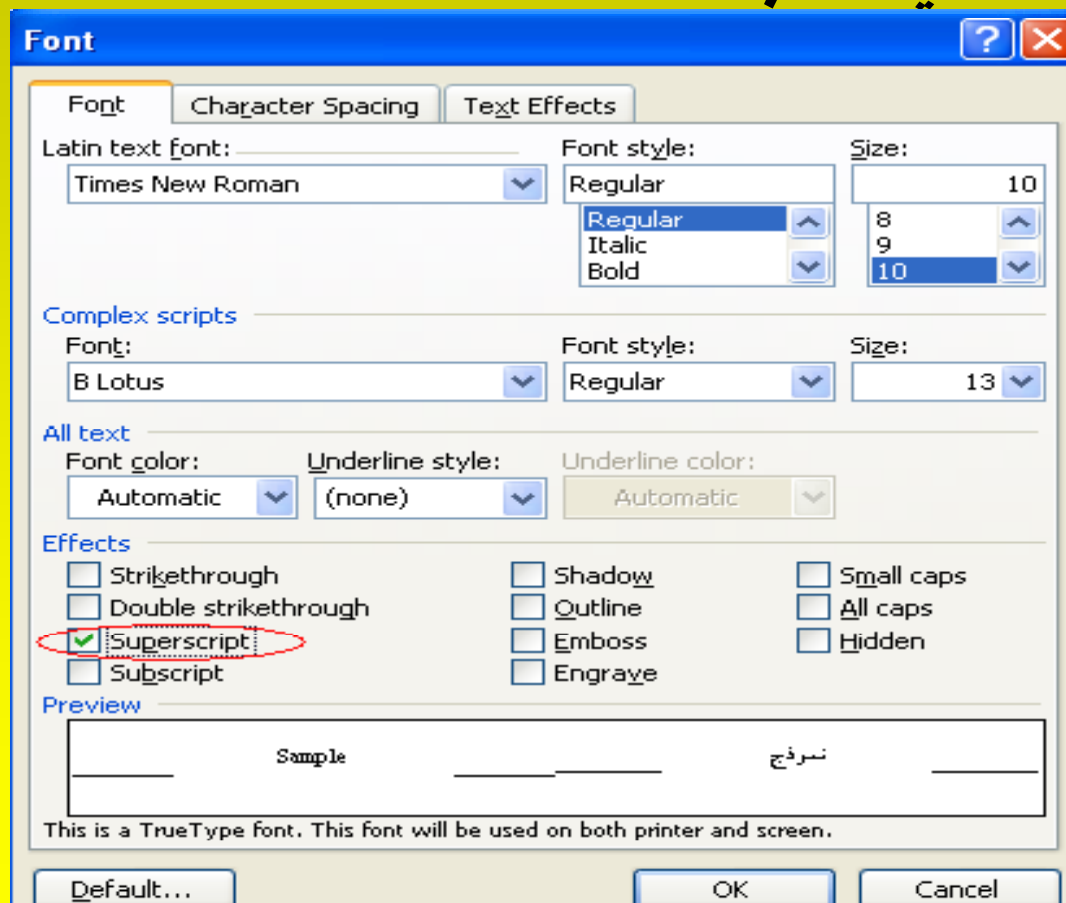 Font
Font Character Spacing Text Effects
Latin text font: Font style: Size:
Times New Roman Regular 10
Regular 8
Italic 9
Bold 10
Complex scripts
Font: Font style: Size:
B Lotus Regular 13
All text
Font color: Underline style: Underline color:
Automatic (none) Automatic
Effects
Strikethrough Shadow Small caps
Double strikethrough Outline All caps
Superscript Emboss Hidden
Subscript Engrave
Preview
Sample نموذج
This is a TrueType font. This font will be used on both printer and screen.
Default... OK Cancel